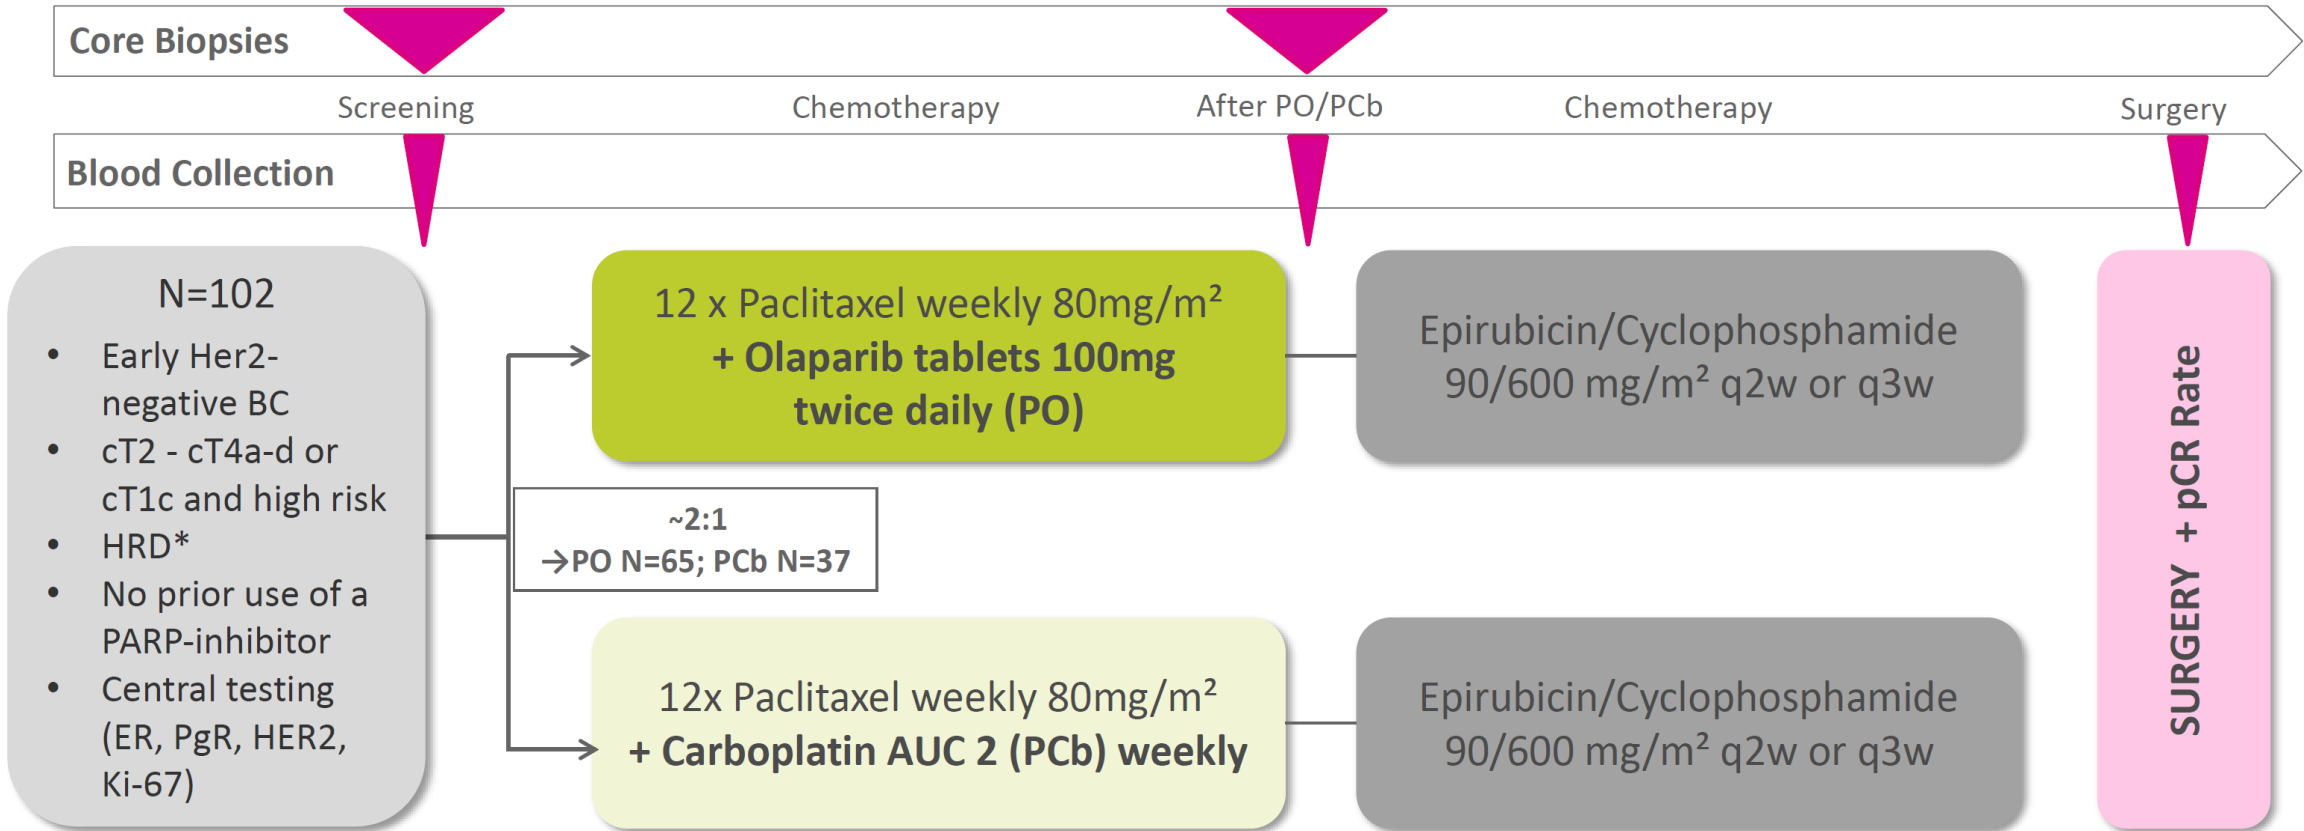 Core Biopsies
Screening
Chemotherapy
After PO/PCb
Chemotherapy
Surgery
Blood Collection
N=102
• Early Her2-
negative BC
• cT2 - cT4a-d or
cT1c and high risk
• HRD*
• No prior use of a
PARP-inhibitor
• Central testing
(ER, PgR, HER2,
Ki-67)
~2:1
→PO N=65; PCb N=37
12 x Paclitaxel weekly 80mg/m²
+ Olaparib tablets 100mg
twice daily (PO)
Epirubicin/Cyclophosphamide
90/600 mg/m² q2w or q3w
12x Paclitaxel weekly 80mg/m²
+ Carboplatin AUC 2 (PCb) weekly
Epirubicin/Cyclophosphamide
90/600 mg/m² q2w or q3w
SURGERY + pCR Rate